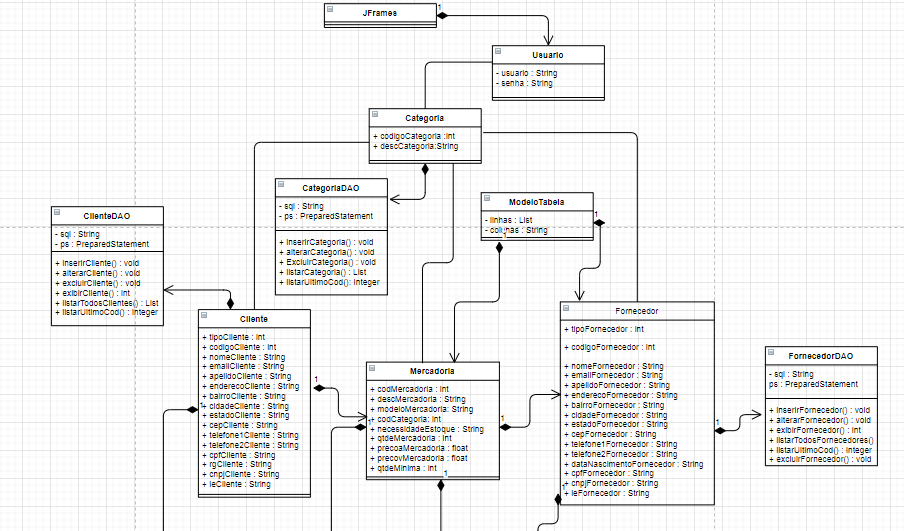 JFrames
1
Usuario
- usuario : String
- senha : String
Categoria
+ codigoCategoria :int
+ descCategoria:String
CategoriaDAO
- sql : String
- ps : PreparedStatement
+ inserirCategoria() : void
+ alterarCategoria() : void
+ ExcluirCategoria() : void
+ listarCategoria() : List
+ listarUltimoCod(): Integer
ModeloTabela
- linhas : List
- colunas : String
1
1
ClienteDAO
- sql : String
- ps : PreparedStatement
+ inserirCliente() : void
+ alterarCliente() : void
+ excluirCliente() : void
+ exibirCliente() : int
+ listarTodosClientes() : List
+ listarUltimoCod() : Integer
Cliente
+ tipoCliente : int
+ codigoCliente : int
+ nomeCliente : String
+ emailCliente : String
+ apelidoCliente : String
+ enderecoCliente : String
+ bairroCliente : String
+ cidadeCliente : String
+ estadoCliente : String
+ cepCliente : String
+ telefone1Cliente : String
+ telefone2Cliente : String
+ cpfCliente : String
+ rgCliente : String
+ cnpjCliente : String
+ ieCliente : String
1
1
Mercadoria
+ codMercadoria : int
+ descMercadoria : String
+ modeloMercadoria: String
+ codCategoria : int
+ necessidadeEstoque : String
+ qtdeMercadoria : int
+ precoaMercadoria : float
+ precovMercadoria : float
+ qtdeMinima : int
1
1
1
Fornecedor
+ tipoFornecedor : int
+ codigoFornecedor : int
+ nomeFornecedor : String
+ emailFornecedor : String
+ apelidoFornecedor : String
+ enderecoFornecedor : String
+ bairroFornecedor : String
+ cidadeFornecedor : String
+ estadoFornecedor : String
+ cepFornecedor : String
+ telefone1Fornecedor : String
+ telefone2Fornecedor : String
+ dataNascimentoFornecedor : String
+ cpfFornecedor : String
+ cnpjFornecedor : String
+ ieFornecedor : String
1
1
FornecedorDAO
- sql : String
ps : PreparedStatement
+ inserirFornecedor() : void
+ alterarFornecedor() : void
+ exibirFornecedor() : int
+ listarTodosFornecedores()
+ listarUltimoCod() : Integer
+ excluirFornecedor() : void